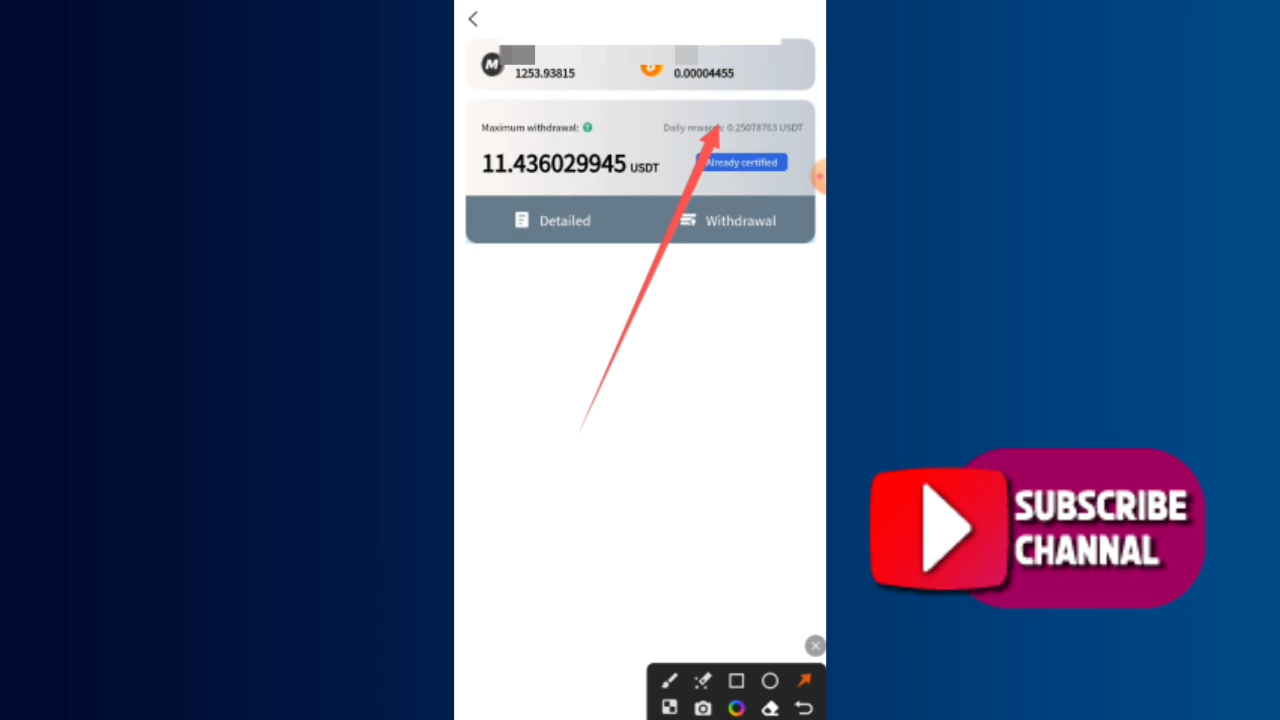 1253.93815
0.00004455
Maximum withdrawal:
Daily rewards: 0.25078763 USDT
11.436029945 USDT
Already certified
Detailed
Withdrawal
SUBSCRIBE
CHANNAL